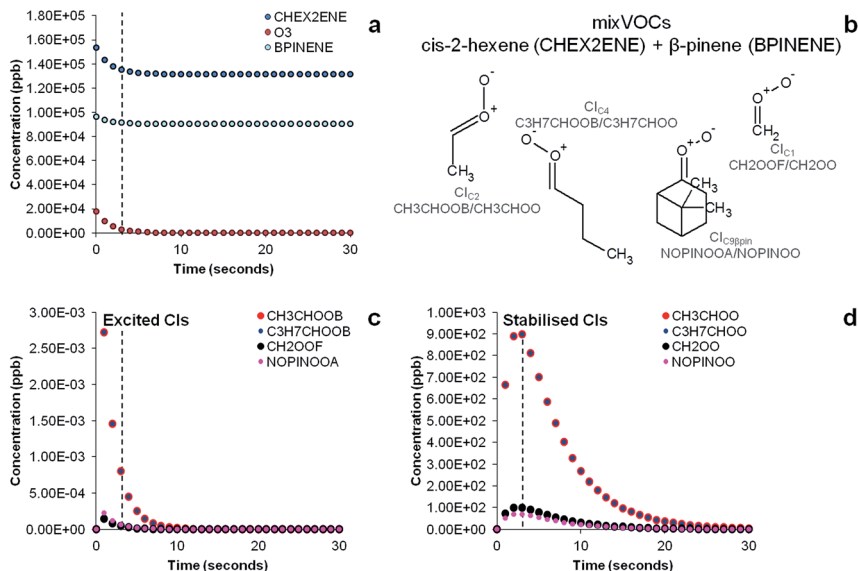 a
CHEX2ENE
O3
BPINENE
1.80E+05
1.60E+05
1.40E+05
1.20E+05
1.00E+05
8.00E+04
6.00E+04
4.00E+04
2.00E+04
0.00E+00
Concentration (ppb)
0 10 20 30
Time (seconds)
b
mixVOCs
cis-2-hexene (CHEX2ENE) + β-pinene (BPINENE)
O-
O+
CH3
CIC2
CH3CHOOB/CH3CHOO
CIC4
C3H7CHOOB/C3H7CHOO
O-
O+
CH3
O+ O-
CH3
CH3
CIC9βpin
NOPINOOA/NOPINOO
O+ O-
CH2
CIC1
CH2OOF/CH2OO
c
Excited CIs
CH3CHOOB
C3H7CHOOB
CH2OOF
NOPINOOA
3.00E-03
2.50E-03
2.00E-03
1.50E-03
1.00E-03
5.00E-04
0.00E+00
Concentration (ppb)
0 10 20 30
Time (seconds)
d
Stabilised CIs
CH3CHOO
C3H7CHOO
CH2OO
NOPINOO
1.00E+03
9.00E+02
8.00E+02
7.00E+02
6.00E+02
5.00E+02
4.00E+02
3.00E+02
2.00E+02
1.00E+02
0.00E+00
Concentration (ppb)
0 10 20 30
Time (seconds)